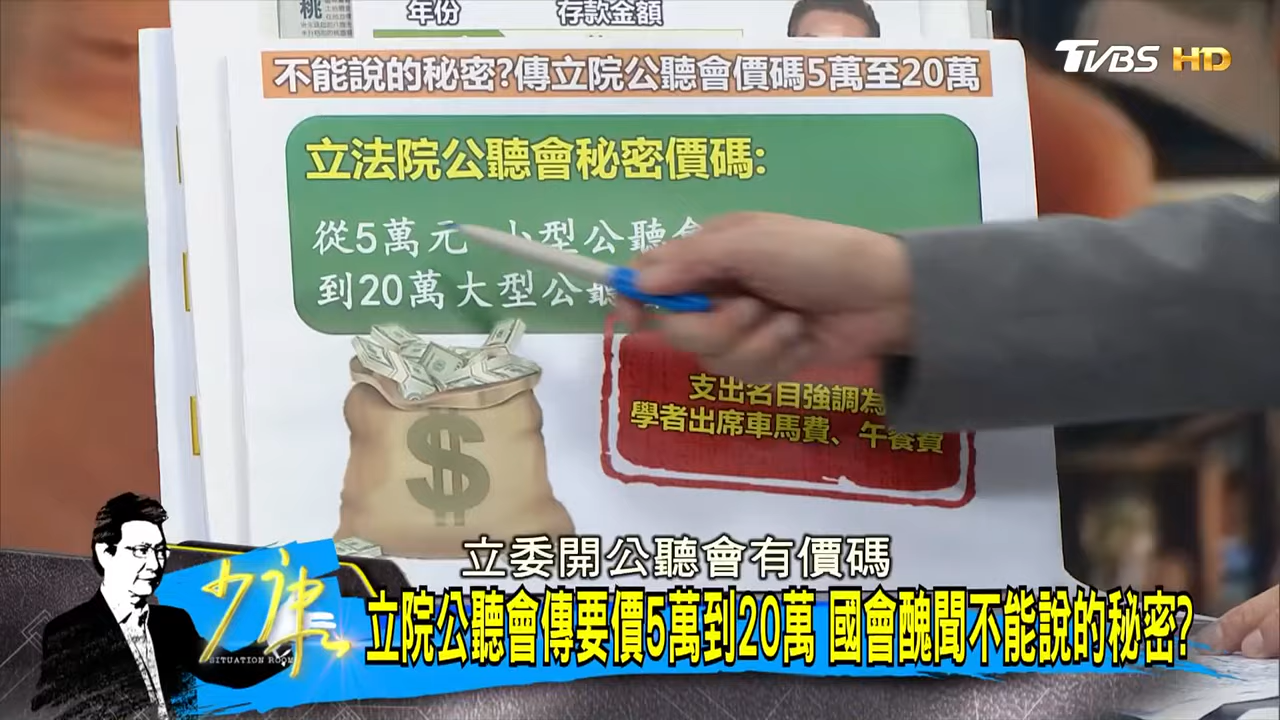 桃
年份
存款金額
TVBS HD
不能說的秘密?傳立院公聽會價碼5萬至20萬
立法院公聽會秘密價碼:
從5萬元 小型公聽會
到20萬大型公聽
支出名目強調為
學者出席車馬費、午餐費
$
立委開公聽會有價碼
少康
SITUATION ROOM
立院公聽會傳要價5萬到20萬 國會醜聞不能說的秘密?